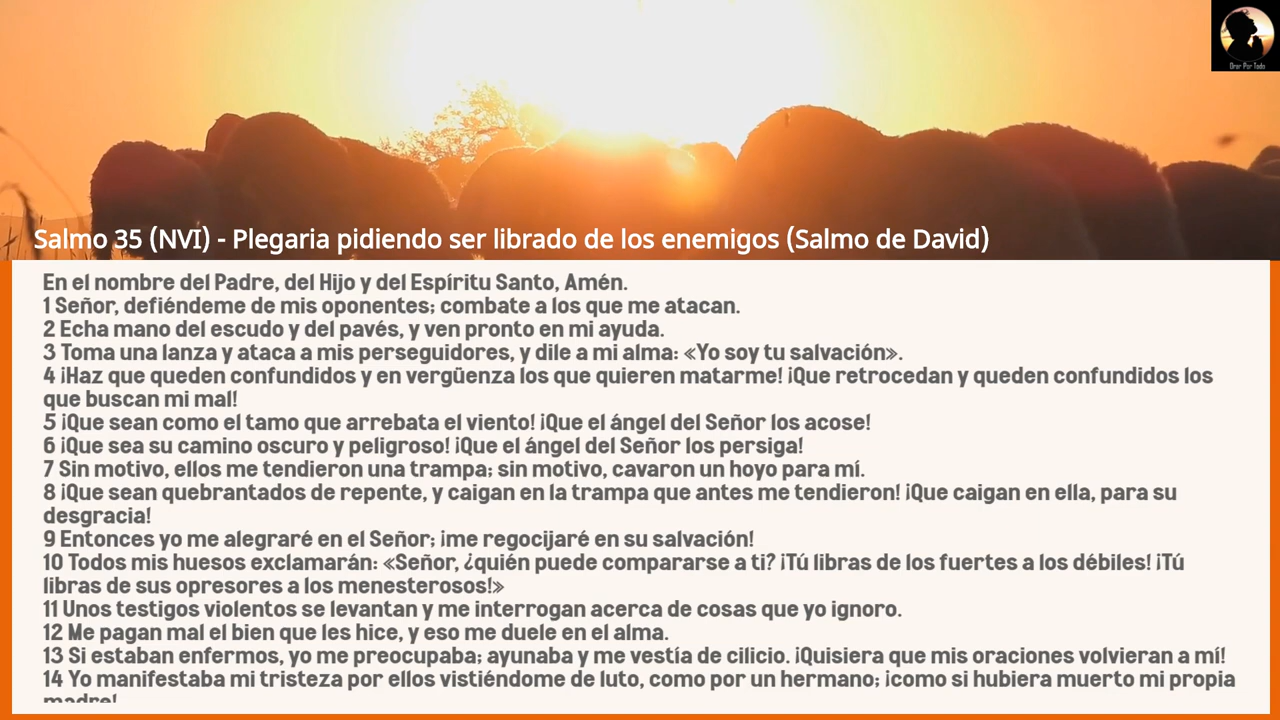 Orar Por Todo
Salmo 35 (NVI) - Plegaria pidiendo ser librado de los enemigos (Salmo de David)
En el nombre del Padre, del Hijo y del Espíritu Santo, Amén.
1 Señor, defiéndeme de mis oponentes; combate a los que me atacan.
2 Echa mano del escudo y del pavés, y ven pronto en mi ayuda.
3 Toma una lanza y ataca a mis perseguidores, y dile a mi alma: «Yo soy tu salvación».
4 ¡Haz que queden confundidos y en vergüenza los que quieren matarme! ¡Que retrocedan y queden confundidos los
que buscan mi mal!
5 ¡Que sean como el tamo que arrebata el viento! ¡Que el ángel del Señor los acose!
6 ¡Que sea su camino oscuro y peligroso! ¡Que el ángel del Señor los persiga!
7 Sin motivo, ellos me tendieron una trampa; sin motivo, cavaron un hoyo para mí.
8 ¡Que sean quebrantados de repente, y caigan en la trampa que antes me tendieron! ¡Que caigan en ella, para su
desgracia!
9 Entonces yo me alegraré en el Señor; ¡me regocijaré en su salvación!
10 Todos mis huesos exclamarán: «Señor, ¿quién puede compararse a ti? ¡Tú libras de los fuertes a los débiles! ¡Tú
libras de sus opresores a los menesterosos!»
11 Unos testigos violentos se levantan y me interrogan acerca de cosas que yo ignoro.
12 Me pagan mal el bien que les hice, y eso me duele en el alma.
13 Si estaban enfermos, yo me preocupaba; ayunaba y me vestía de cilicio. ¡Quisiera que mis oraciones volvieran a mí!
14 Yo manifestaba mi tristeza por ellos vistiéndome de luto, como por un hermano; ¡como si hubiera muerto mi propia
madre!